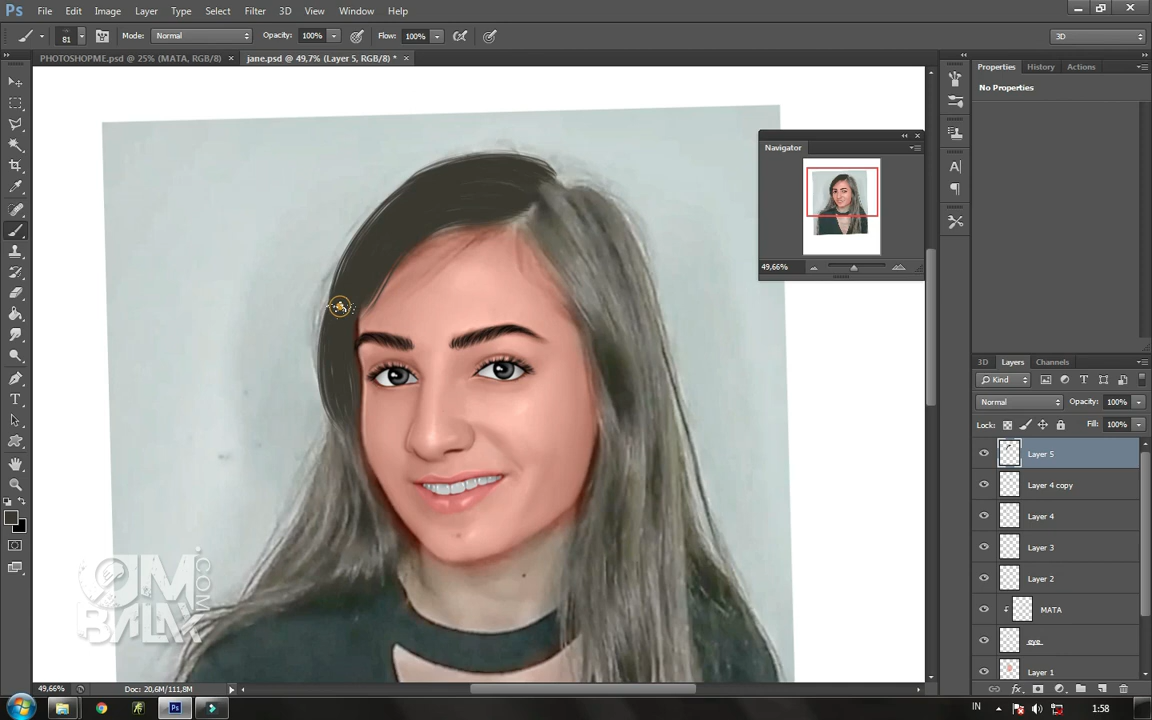 Ps File Edit Image Layer Type Select Filter 3D View Window Help
81 Mode: Normal Opacity: 100% Flow: 100% 3D
PHOTOSHOPME.psd @ 25% (MATA, RGB/8) × jane.psd @ 49,7% (Layer 5, RGB/8) * ×
Properties History Actions
No Properties
Navigator
49,66%
3D Layers Channels
Kind
Normal Opacity: 100%
Lock: Fill: 100%
Layer 5
Layer 4 copy
Layer 4
Layer 3
Layer 2
MATA
eye
Layer 1
OM
BALAK
.COM
49,66% Doc: 20,6M/111,8M
IN 1:58